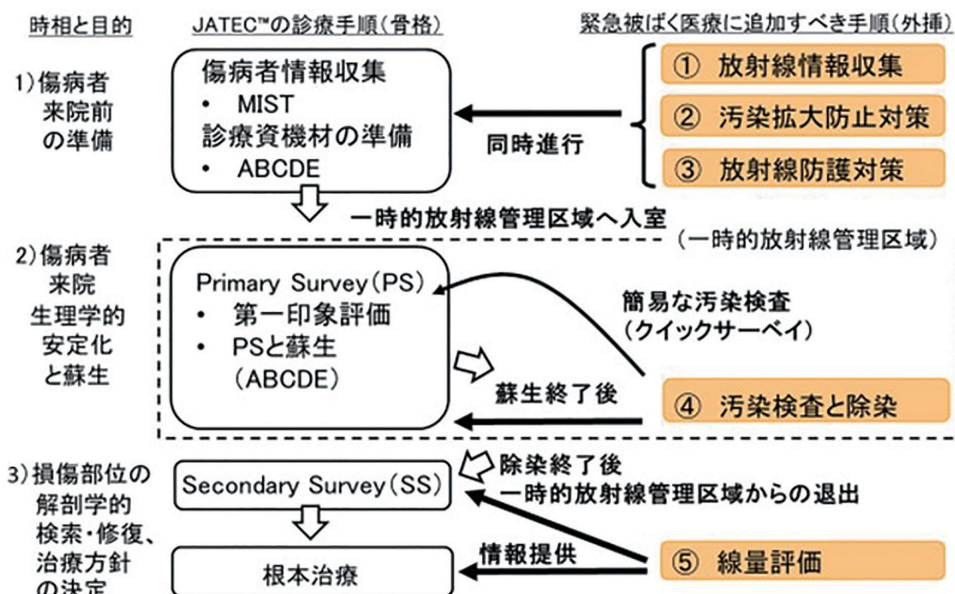 時相と目的
JATEC™の診療手順(骨格)
緊急被ばく医療に追加すべき手順(外挿)
1)傷病者
来院前
の準備
傷病者情報収集
• MIST
診療資機材の準備
• ABCDE
同時進行
① 放射線情報収集
② 汚染拡大防止対策
③ 放射線防護対策
一時的放射線管理区域へ入室
(一時的放射線管理区域)
2)傷病者
来院
生理学的
安定化
と蘇生
Primary Survey(PS)
• 第一印象評価
• PSと蘇生
(ABCDE)
簡易な汚染検査
(クイックサーベイ)
蘇生終了後
④ 汚染検査と除染
3)損傷部位の
解剖学的
検索・修復、
治療方針
の決定
Secondary Survey(SS)
除染終了後
一時的放射線管理区域からの退出
根本治療
情報提供
⑤ 線量評価